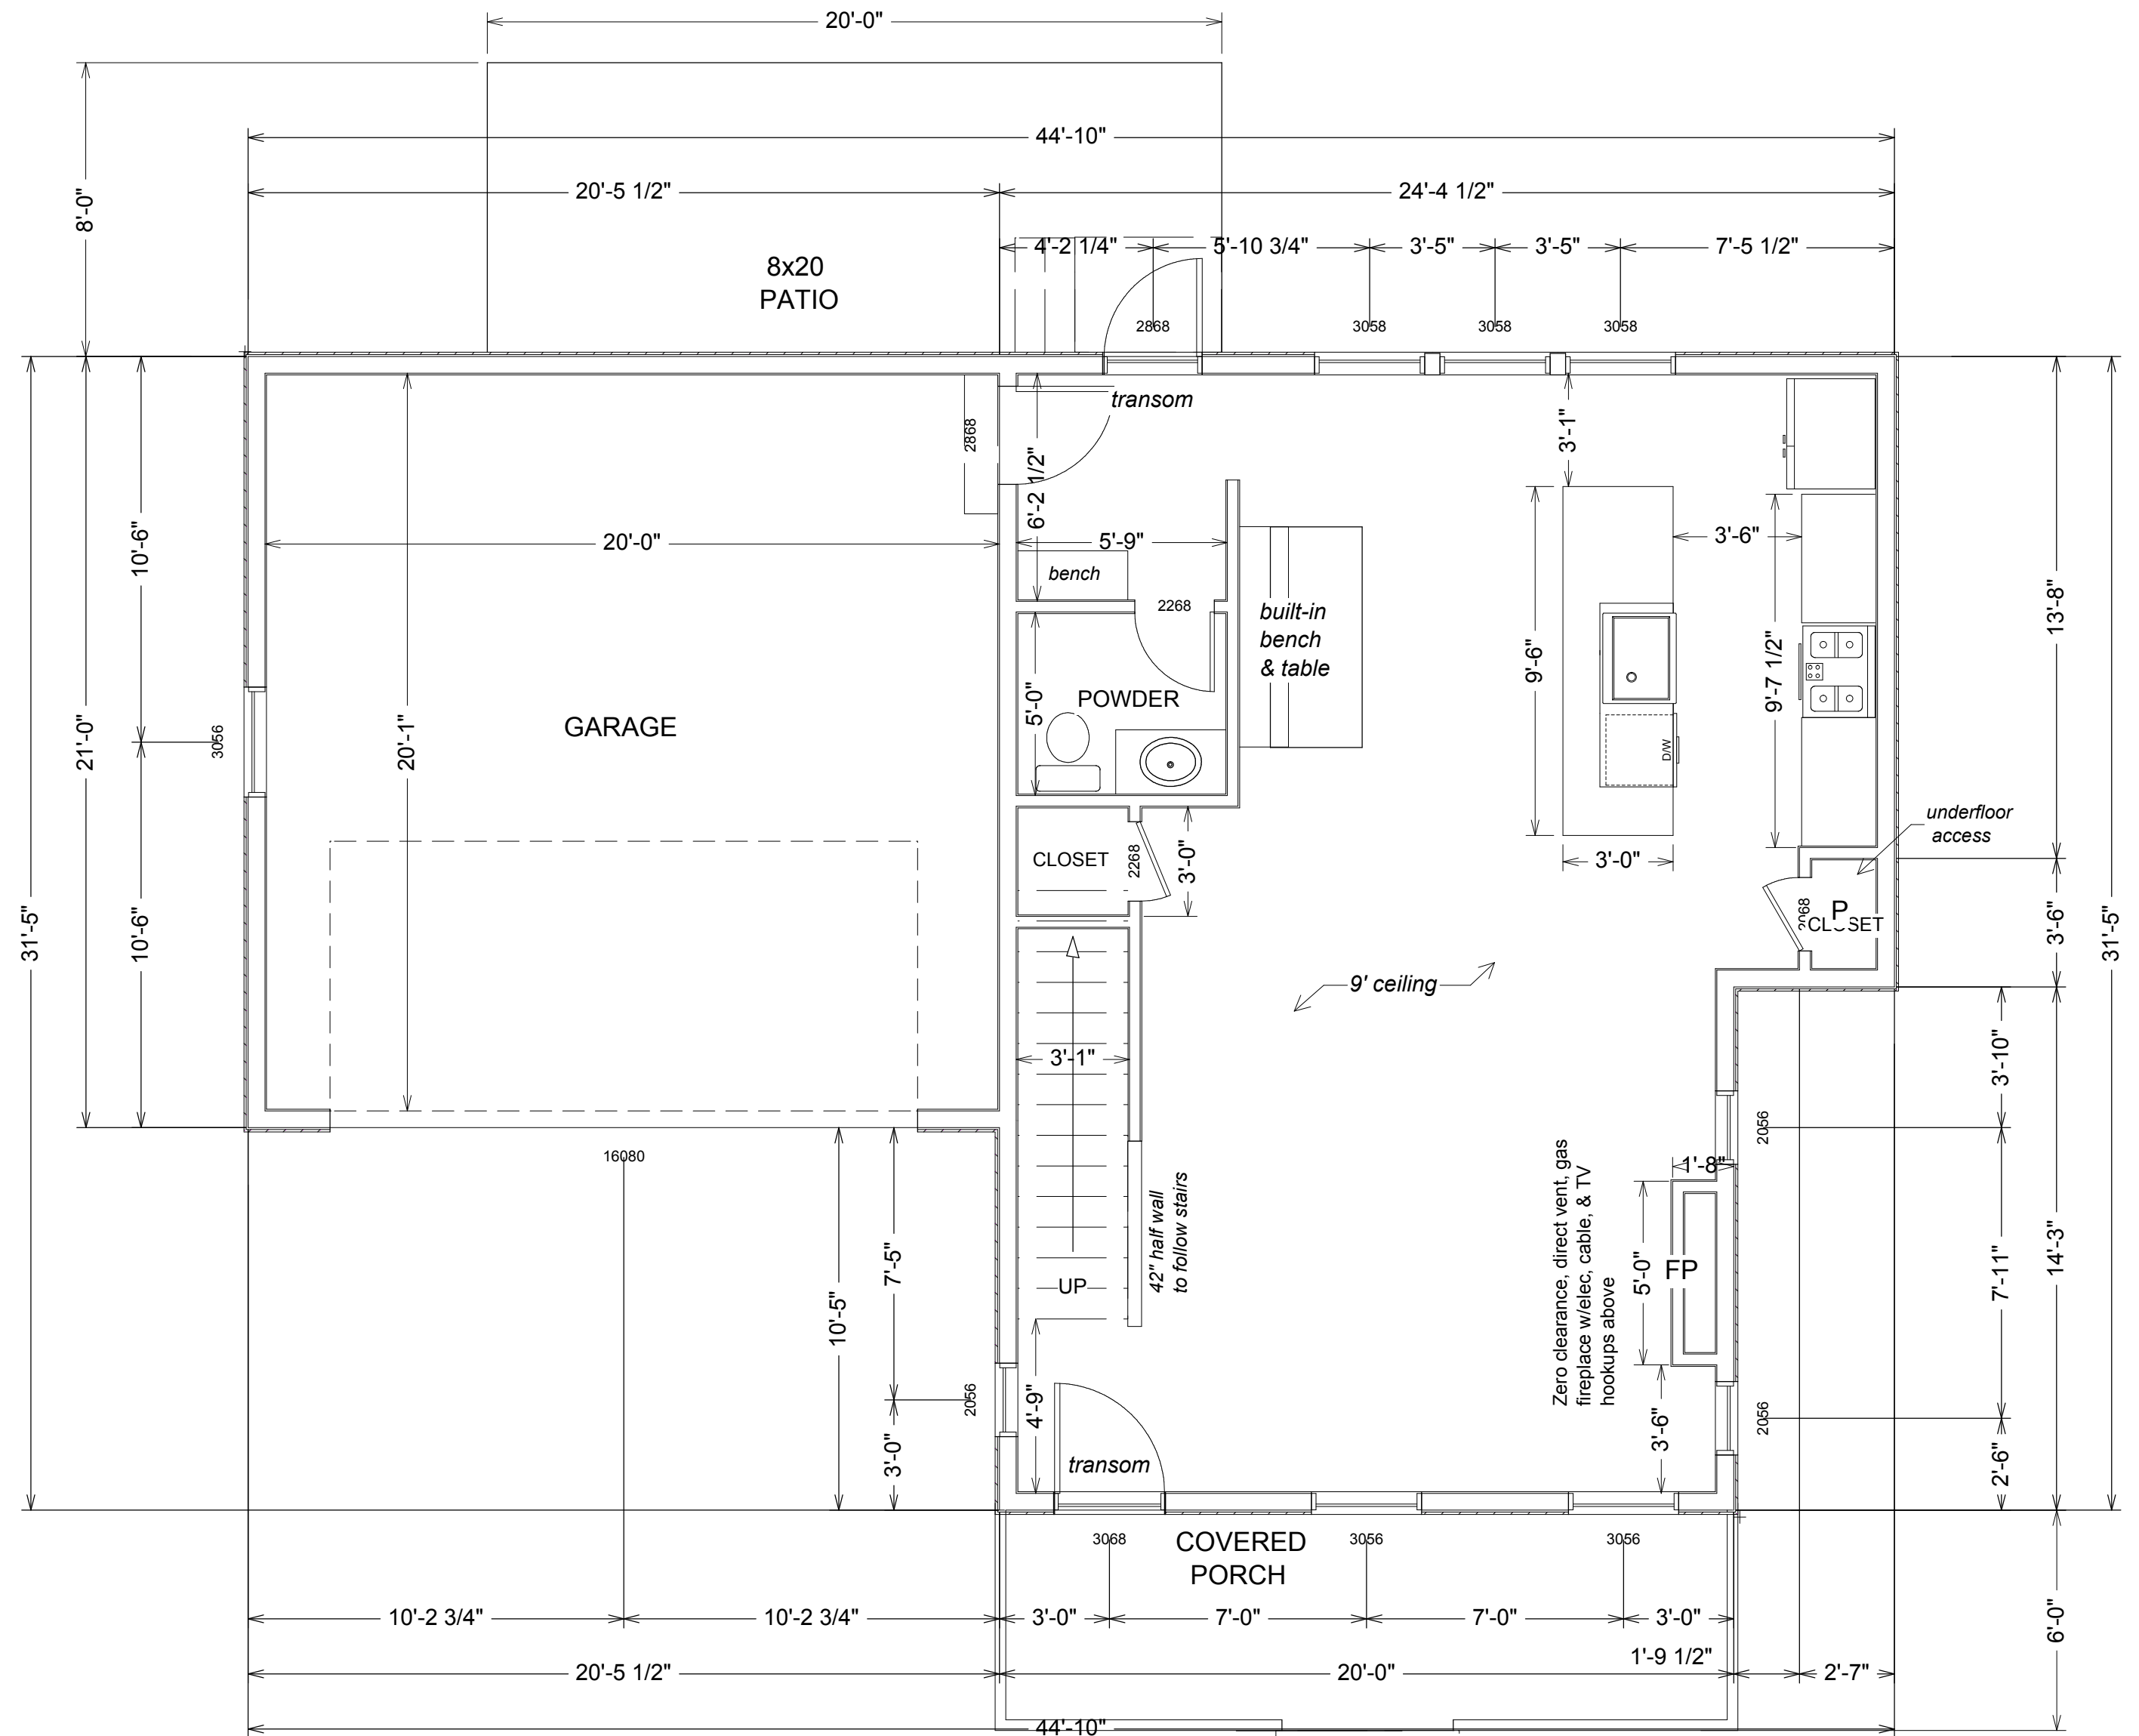 20'-0"
44'-10"
20'-5 1/2"
24'-4 1/2"
8'-0"
4'-2 1/4"
5'-10 3/4"
3'-5"
3'-5"
7'-5 1/2"
8x20
PATIO
2868
3058
3058
3058
transom
2868
3'-1"
6'-2 1/2"
10'-6"
20'-0"
5'-9"
3'-6"
bench
2268
built-in
bench
& table
13'-8"
9'-6"
9'-7 1/2"
21'-0"
3056
20'-1"
GARAGE
5'-0"
POWDER
D/W
underfloor
access
CLOSET
2268
3'-0"
3'-0"
31'-5"
10'-6"
P
CLOSET
2068
3'-6"
31'-5"
9' ceiling
3'-1"
3'-10"
2056
16080
1'-8"
42" half wall
to follow stairs
Zero clearance, direct vent, gas
fireplace w/elec, cable, & TV
hookups above
7'-5"
10'-5"
UP
5'-0"
FP
7'-11"
14'-3"
2056
3'-0"
4'-9"
transom
3'-6"
2056
2'-6"
3068
COVERED
PORCH
3056
3056
10'-2 3/4"
10'-2 3/4"
3'-0"
7'-0"
7'-0"
3'-0"
6'-0"
20'-5 1/2"
20'-0"
1'-9 1/2"
2'-7"
44'-10"